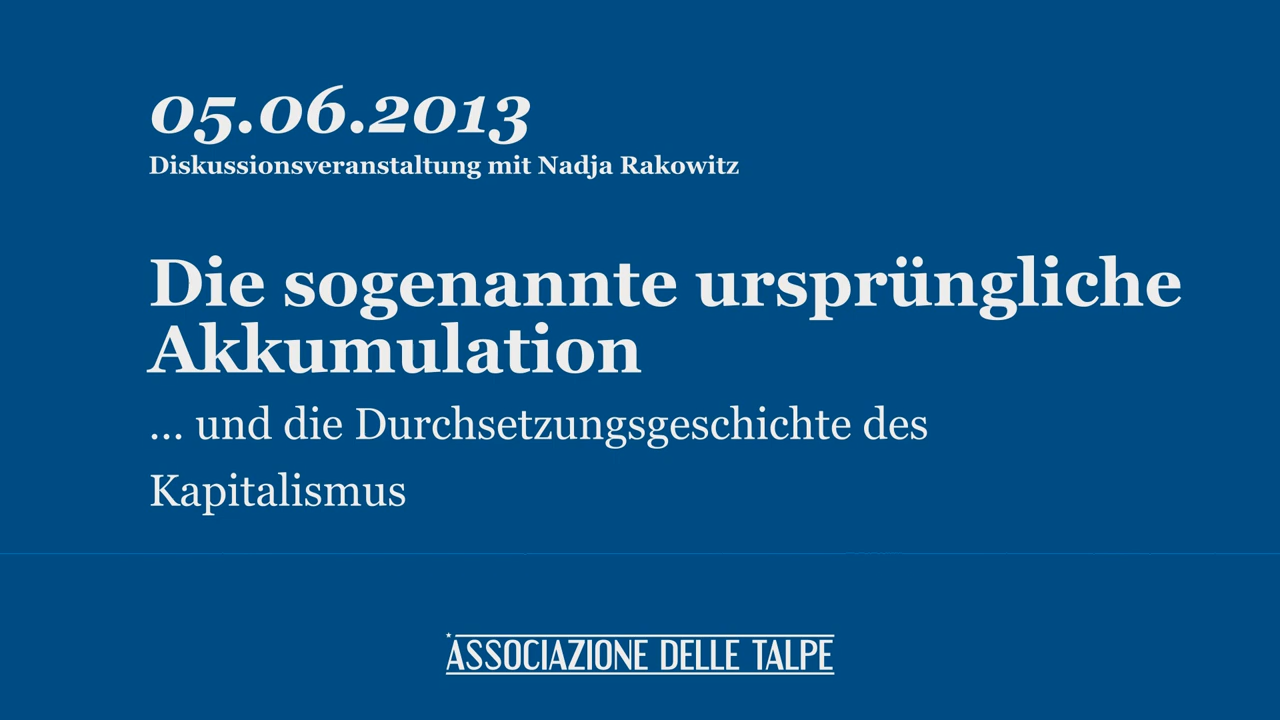 05.06.2013
Diskussionsveranstaltung mit Nadja Rakowitz
Die sogenannte ursprüngliche
Akkumulation
... und die Durchsetzungsgeschichte des
Kapitalismus
ASSOCIAZIONE DELLE TALPE